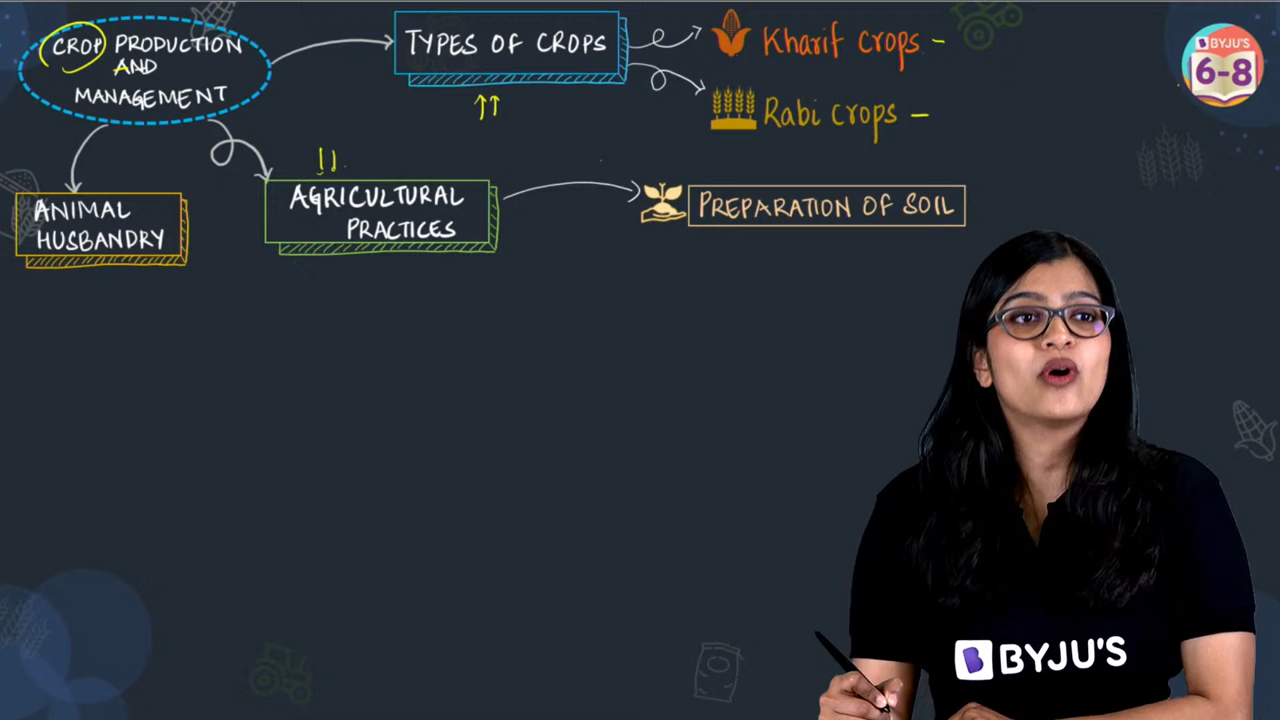 CROP PRODUCTION
AND
MANAGEMENT
TYPES OF CROPS
Kharif crops -
Rabi crops -
BYJU'S
6-8
ANIMAL
HUSBANDRY
AGRICULTURAL
PRACTICES
PREPARATION OF SOIL
BYJU'S